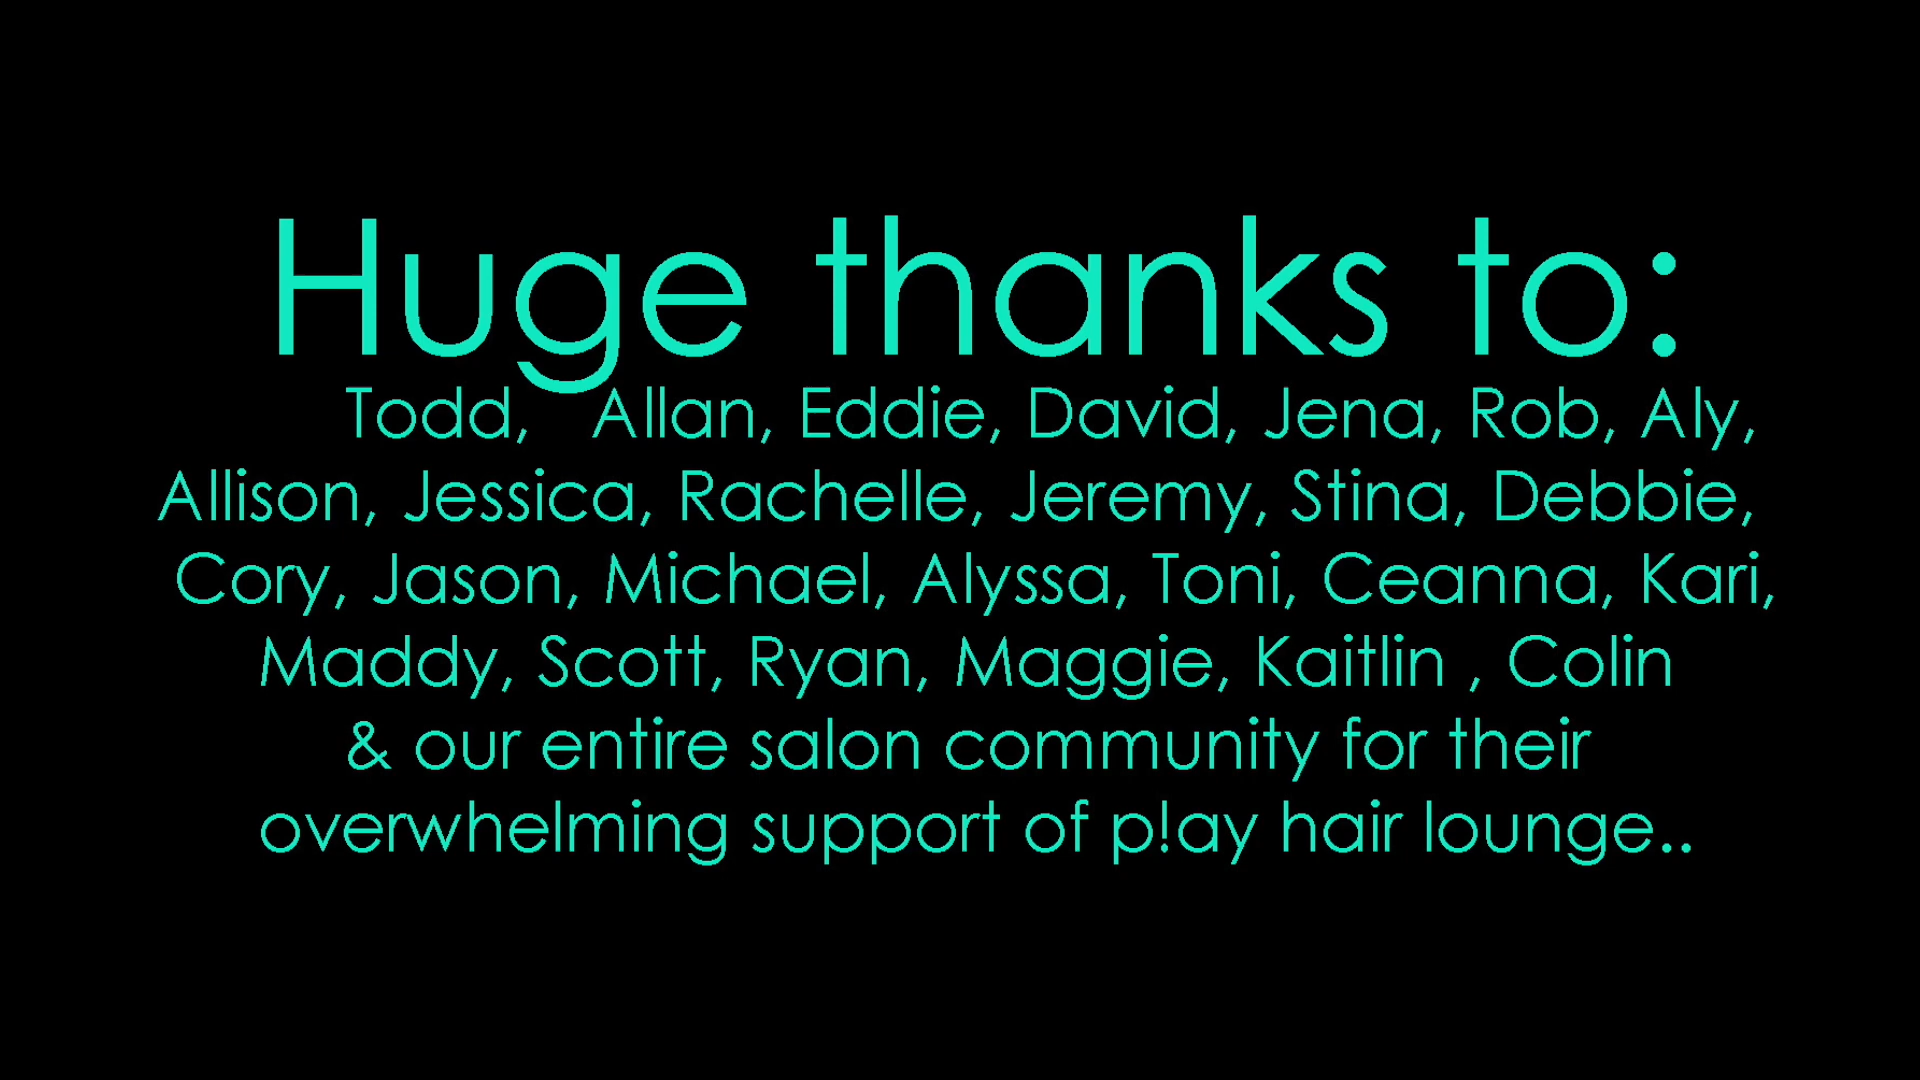 Huge thanks to:
Todd, Allan, Eddie, David, Jena, Rob, Aly,
Allison, Jessica, Rachelle, Jeremy, Stina, Debbie,
Cory, Jason, Michael, Alyssa, Toni, Ceanna, Kari,
Maddy, Scott, Ryan, Maggie, Kaitlin , Colin
& our entire salon community for their
overwhelming support of p!ay hair lounge..